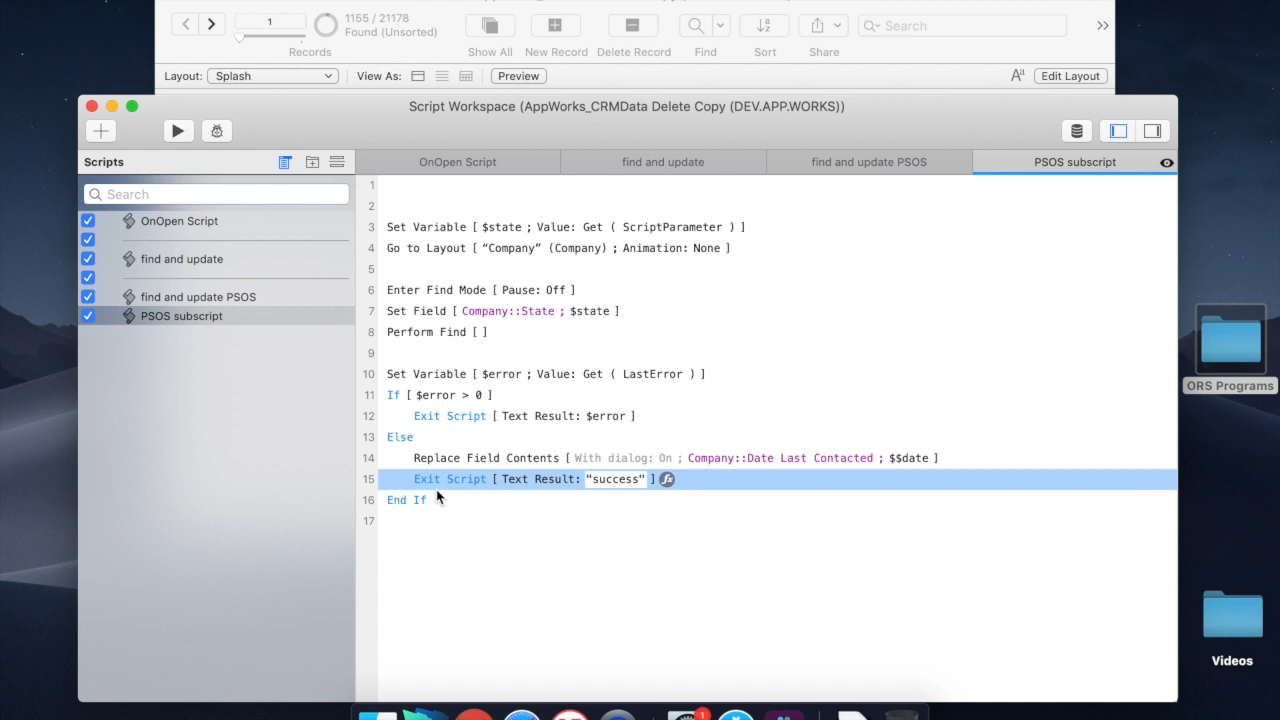 1
1155 / 21178
Found (Unsorted)
Search
Records
Show All
New Record
Delete Record
Find
Sort
Share
Layout:
Splash
View As:
Preview
Aa
Edit Layout
Script Workspace (AppWorks_CRMData Delete Copy (DEV.APP.WORKS))
Scripts
OnOpen Script
find and update
find and update PSOS
PSOS subscript
Search
OnOpen Script
find and update
find and update PSOS
PSOS subscript
1
2
3 Set Variable [ $state ; Value: Get ( ScriptParameter ) ]
4 Go to Layout [ “Company” (Company) ; Animation: None ]
5
6 Enter Find Mode [ Pause: Off ]
7 Set Field [ Company::State ; $state ]
8 Perform Find [ ]
9
10 Set Variable [ $error ; Value: Get ( LastError ) ]
11 If [ $error > 0 ]
12 Exit Script [ Text Result: $error ]
13 Else
14 Replace Field Contents [ With dialog: On ; Company::Date Last Contacted ; $$date ]
15 Exit Script [ Text Result: "success" ] fx
16 End If
17
ORS Programs
Videos
1